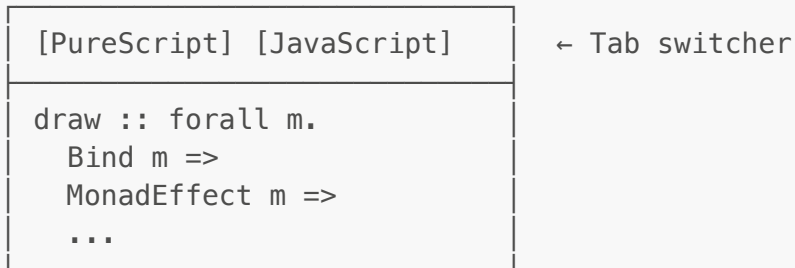 [PureScript] [JavaScript] ← Tab switcher
draw :: forall m.
Bind m =>
MonadEffect m =>
...